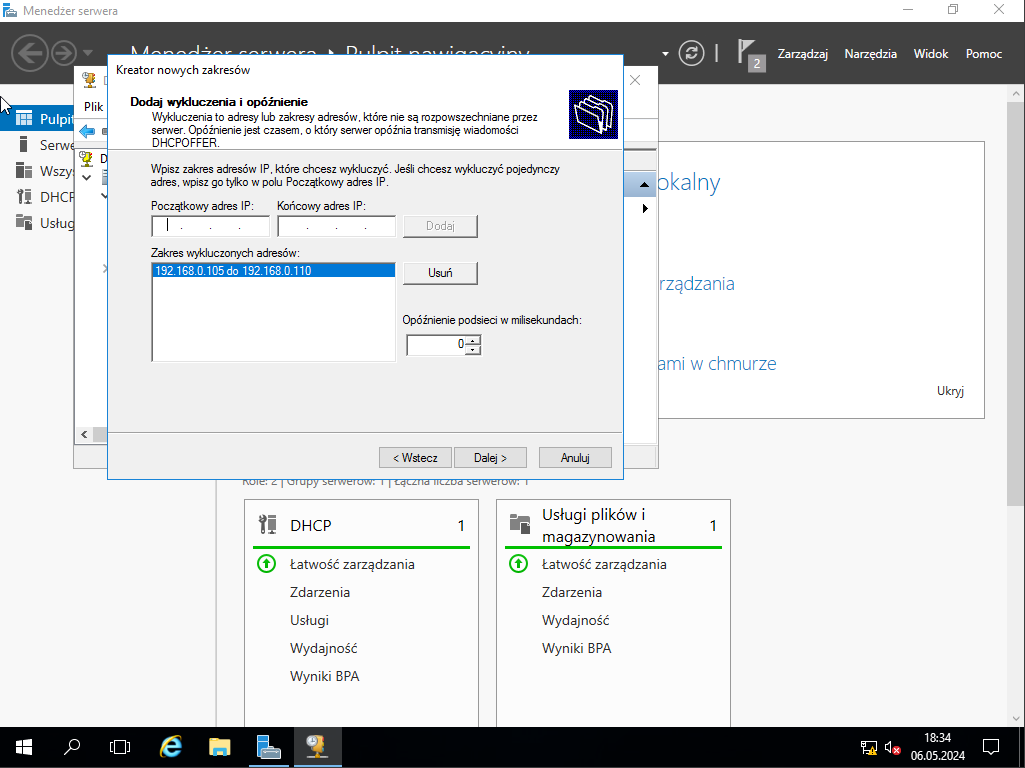 Menedżer serwera
Menedżer serwera ‣ Pulpit nawigacyjny
2
Zarządzaj
Narzędzia
Widok
Pomoc
Plik
Pulpit
Serwe
Wszys
DHCP
Usług
D
Kreator nowych zakresów
Dodaj wykluczenia i opóźnienie
Wykluczenia to adresy lub zakresy adresów, które nie są rozpowszechniane przez
serwer. Opóźnienie jest czasem, o który serwer opóźnia transmisję wiadomości
DHCPOFFER.
Wpisz zakres adresów IP, które chcesz wykluczyć. Jeśli chcesz wykluczyć pojedynczy
adres, wpisz go tylko w polu Początkowy adres IP.
Początkowy adres IP:
Końcowy adres IP:
Dodaj
Zakres wykluczonych adresów:
192.168.0.105 do 192.168.0.110
Usuń
Opóźnienie podsieci w milisekundach:
0
< Wstecz
Dalej >
Anuluj
okalny
rządzania
ami w chmurze
Ukryj
Role: 2 | Grupy serwerów: 1 | Łączna liczba serwerów: 1
DHCP
1
Łatwość zarządzania
Zdarzenia
Usługi
Wydajność
Wyniki BPA
Usługi plików i
magazynowania
1
Łatwość zarządzania
Zdarzenia
Wydajność
Wyniki BPA
18:34
06.05.2024